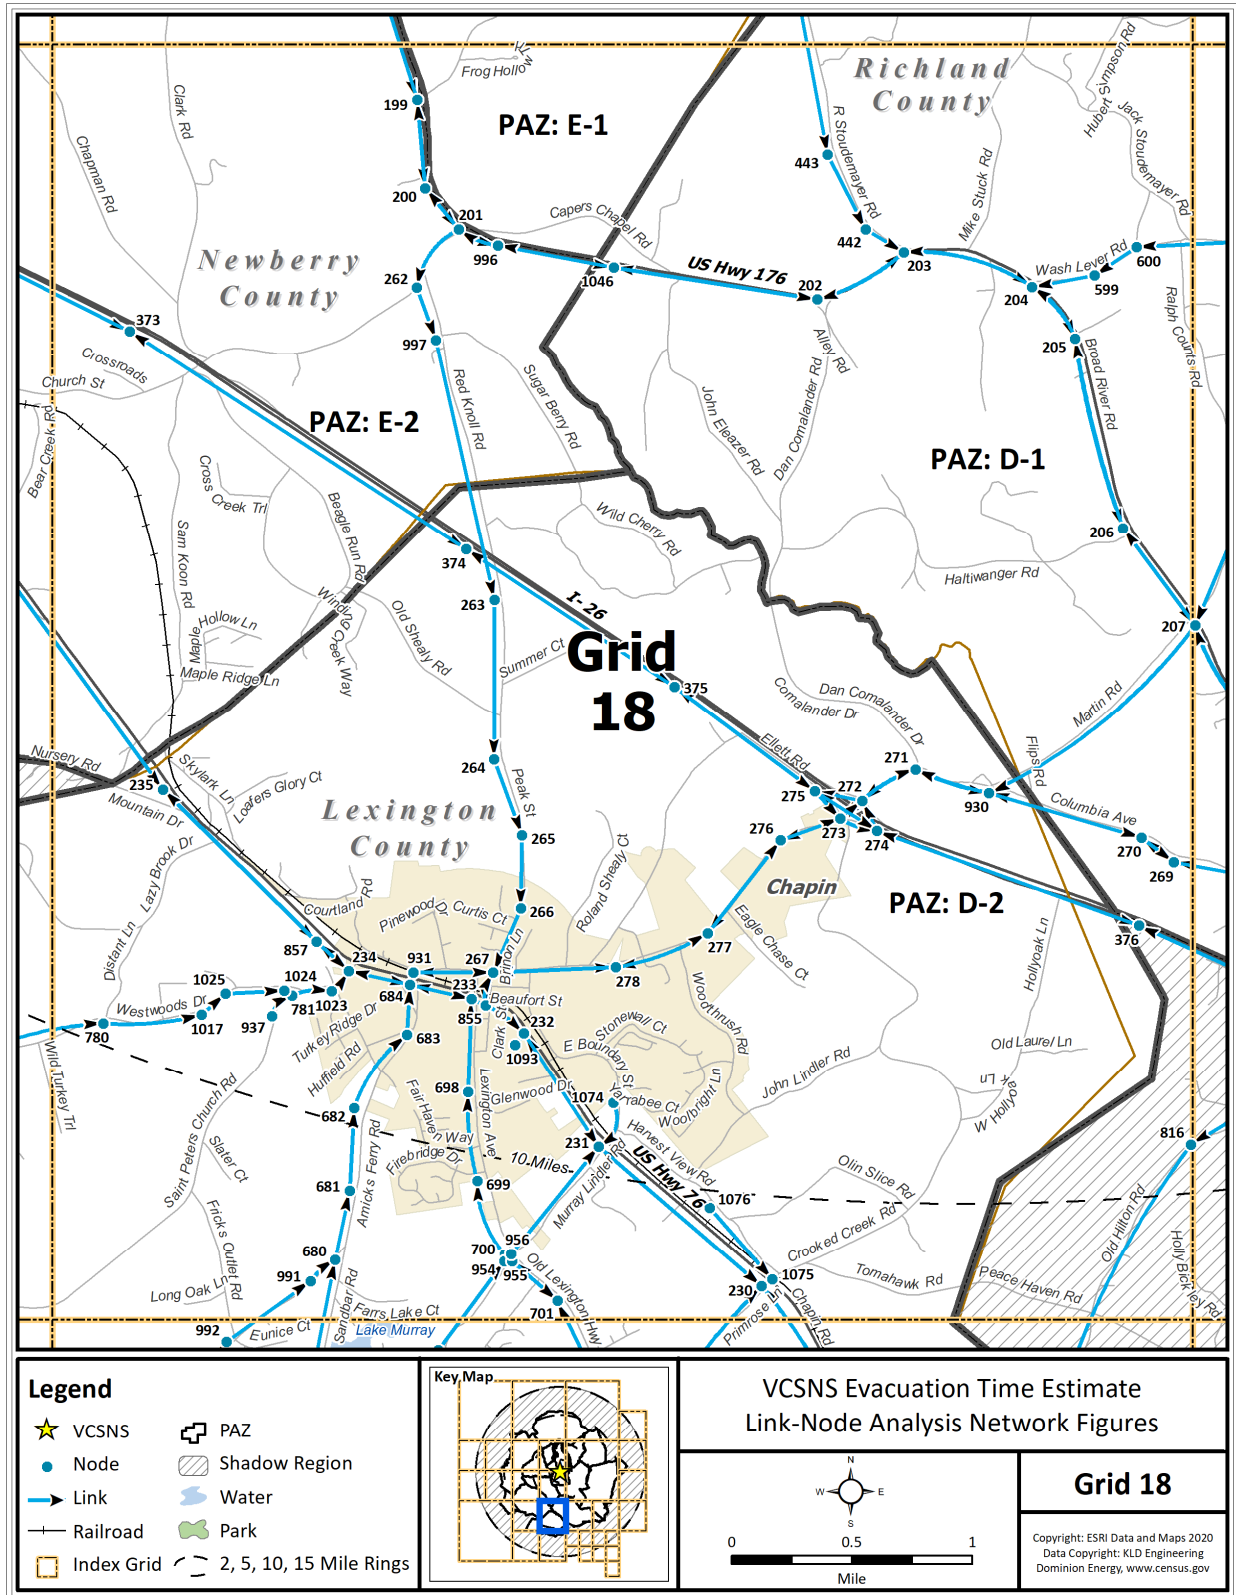 Richland
County
Frog Hollow
Clark Rd
Chapman Rd
199
PAZ: E-1
R Stoudemayer Rd
Hubert Sympson Rd
Jack Stoudemayer Rd
Mike Stuck Rd
443
200
201
Capers Chapel Rd
442
Newberry
County
996
262
1046
US Hwy 176
202
203
Wash Lever Rd
600
599
204
Ralph Counts Rd
373
997
205
Broad River Rd
Alley Rd
Crossroads
Church St
Red Knoll Rd
Sugar Berry Rd
John Eleazer Rd
Dan Comalander Rd
PAZ: E-2
PAZ: D-1
Bear Creek Rd
Cross
Creek Trl
Beagle Run Rd
Sam Koon Rd
Wild Cherry Rd
206
374
Haltiwanger Rd
263
I- 26
Windin
Creek Way
Old Shealy Rd
Hollow Ln
Maple
Maple Ridge Ln
Summer Ct
207
Grid
18
375
Comalander Dr
Dan Comalander Dr
Martin Rd
Flips Rd
Ellett Rd
Nursery Rd
235
Skylark Ln
Loafers Glory Ct
Mountain Dr
264
Peak St
271
272
275
930
Columbia Ave
Lexington
County
265
276
273
274
270
269
Lazy Brook Dr
Roland Shealy Ct
Chapin
PAZ: D-2
Courtland Rd
Pinewood Dr
Curtis Ct
266
Eagle Chase Ct
Distant Ln
857
234
931
267
Brinon Ln
277
376
Hollyoak Ln
1025
1024
278
Westwoods Dr
684
233
Beaufort St
Woodthrush Rd
781
1023
855
1017
937
780
Turkey Ridge Dr
683
Clark St
232
Stonewall Ct
1093
E Boundary St
Wild Turkey Trl
Huffield Rd
Old Laurel Ln
John Lindler Rd
W Hollyoak Ln
698
Glenwood Dr
1074
Yarrabee Ct
Woolbright Ln
Fair Haven Way
Lexington Ave
682
816
Saint Peters Church Rd
Slater Ct
Amicks Ferry Rd
Firebridge Dr
10 Miles
231
Harvest View Rd
US Hwy 76
Murray Lindler Rd
Olin Slice Rd
681
699
1076
Fricks Outlet Rd
Crooked Creek Rd
Old Hilton Rd
Holly Bickley Rd
680
700
956
954
955
Old Lexington Hwy
991
1075
230
Tomahawk Rd
Peace Haven Rd
Long Oak Ln
Sandbar Rd
Farrs Lake Ct
Lake Murray
701
992
Eunice Ct
Primrose Ln
Chapin Rd
Legend
VCSNS
Node
Link
Railroad
Index Grid
PAZ
Shadow Region
Water
Park
2, 5, 10, 15 Mile Rings
Key Map
VCSNS Evacuation Time Estimate
Link-Node Analysis Network Figures
N
W
E
S
0
0.5
1
Mile
Grid 18
Copyright: ESRI Data and Maps 2020
Data Copyright: KLD Engineering
Dominion Energy, www.census.gov